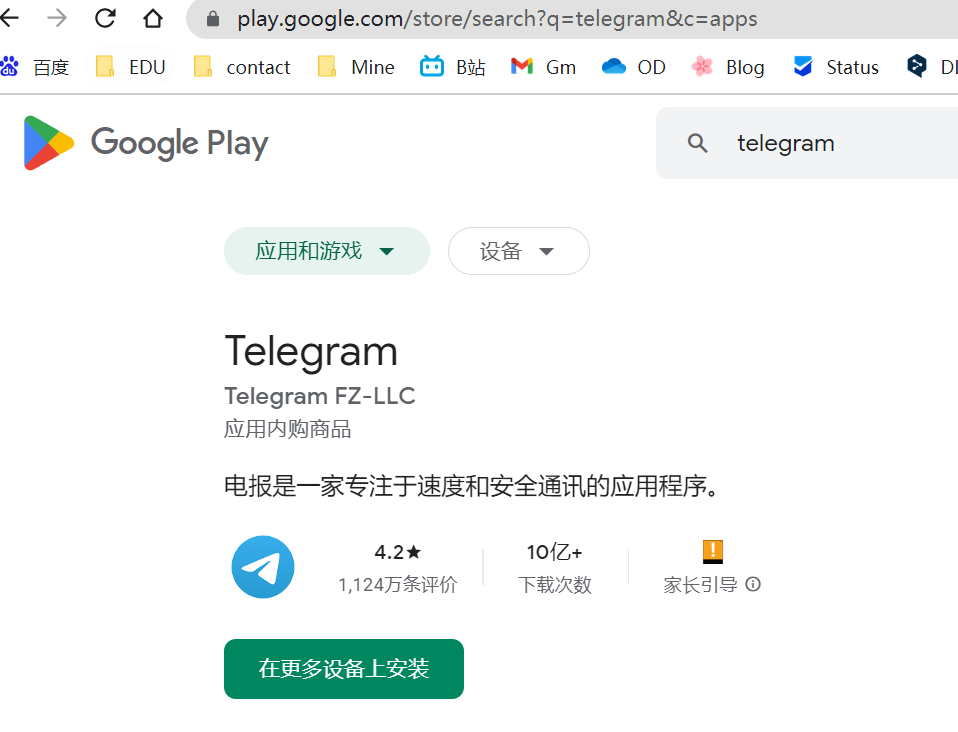 play.google.com/store/search?q=telegram&c=apps
百度 EDU contact Mine B站 Gm OD Blog Status
Google Play telegram
应用和游戏 设备
Telegram
Telegram FZ-LLC
应用内购商品
电报是一家专注于速度和安全通讯的应用程序。
4.2★ 10亿+
1,124万条评价 下载次数 家长引导
在更多设备上安装